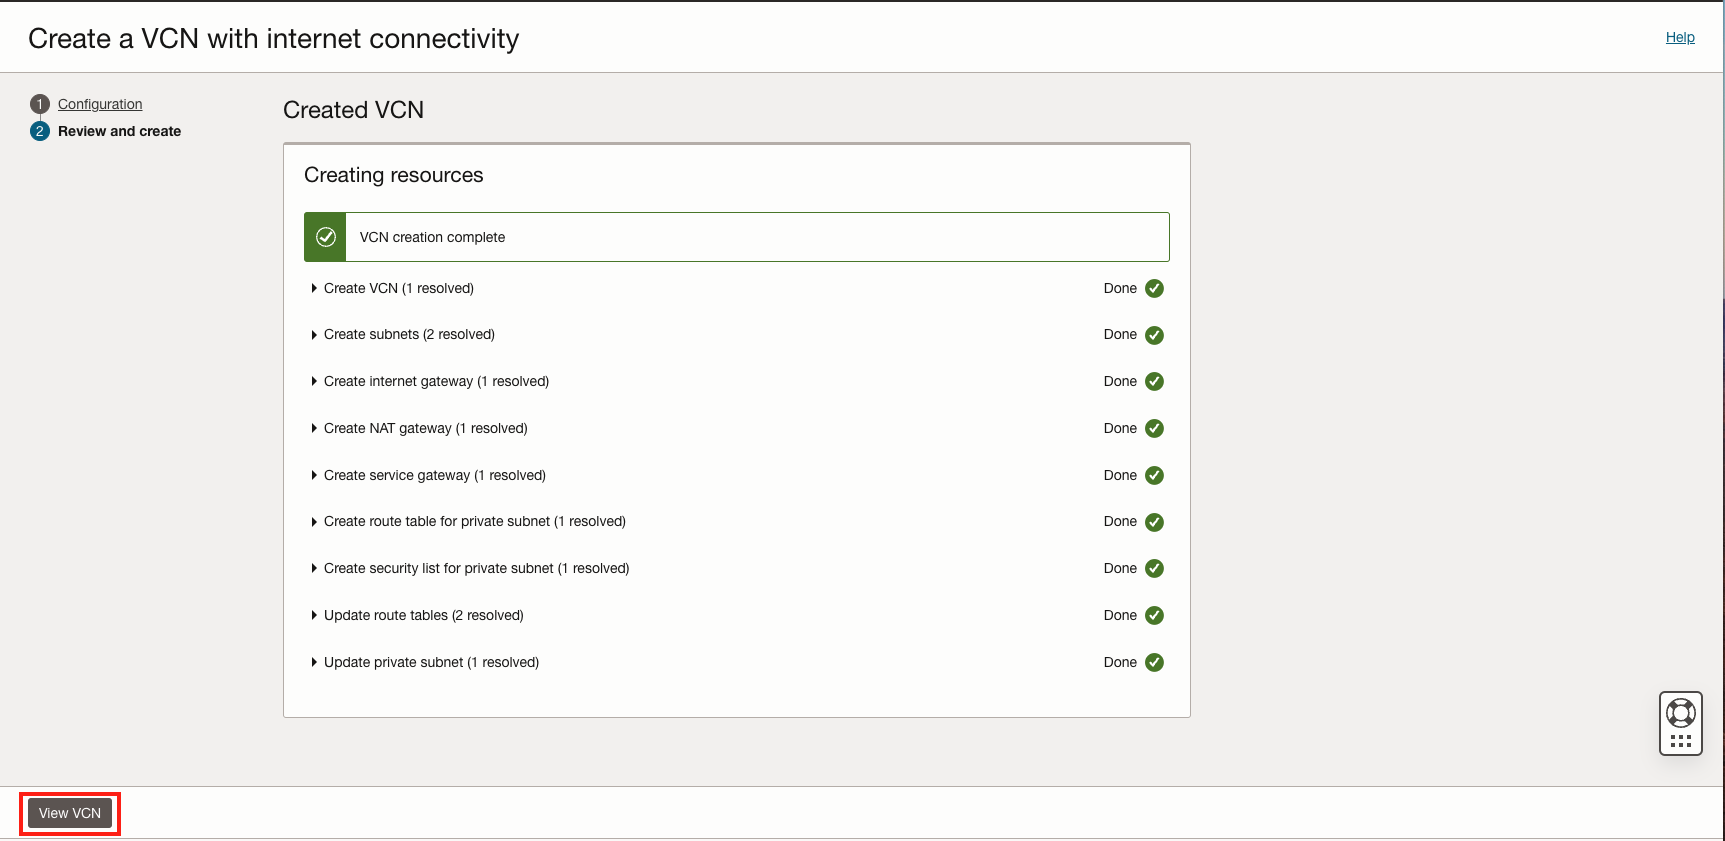 Create a VCN with internet connectivity
Help
1 Configuration
2 Review and create
Created VCN
Creating resources
VCN creation complete
Create VCN (1 resolved) Done
Create subnets (2 resolved) Done
Create internet gateway (1 resolved) Done
Create NAT gateway (1 resolved) Done
Create service gateway (1 resolved) Done
Create route table for private subnet (1 resolved) Done
Create security list for private subnet (1 resolved) Done
Update route tables (2 resolved) Done
Update private subnet (1 resolved) Done
View VCN